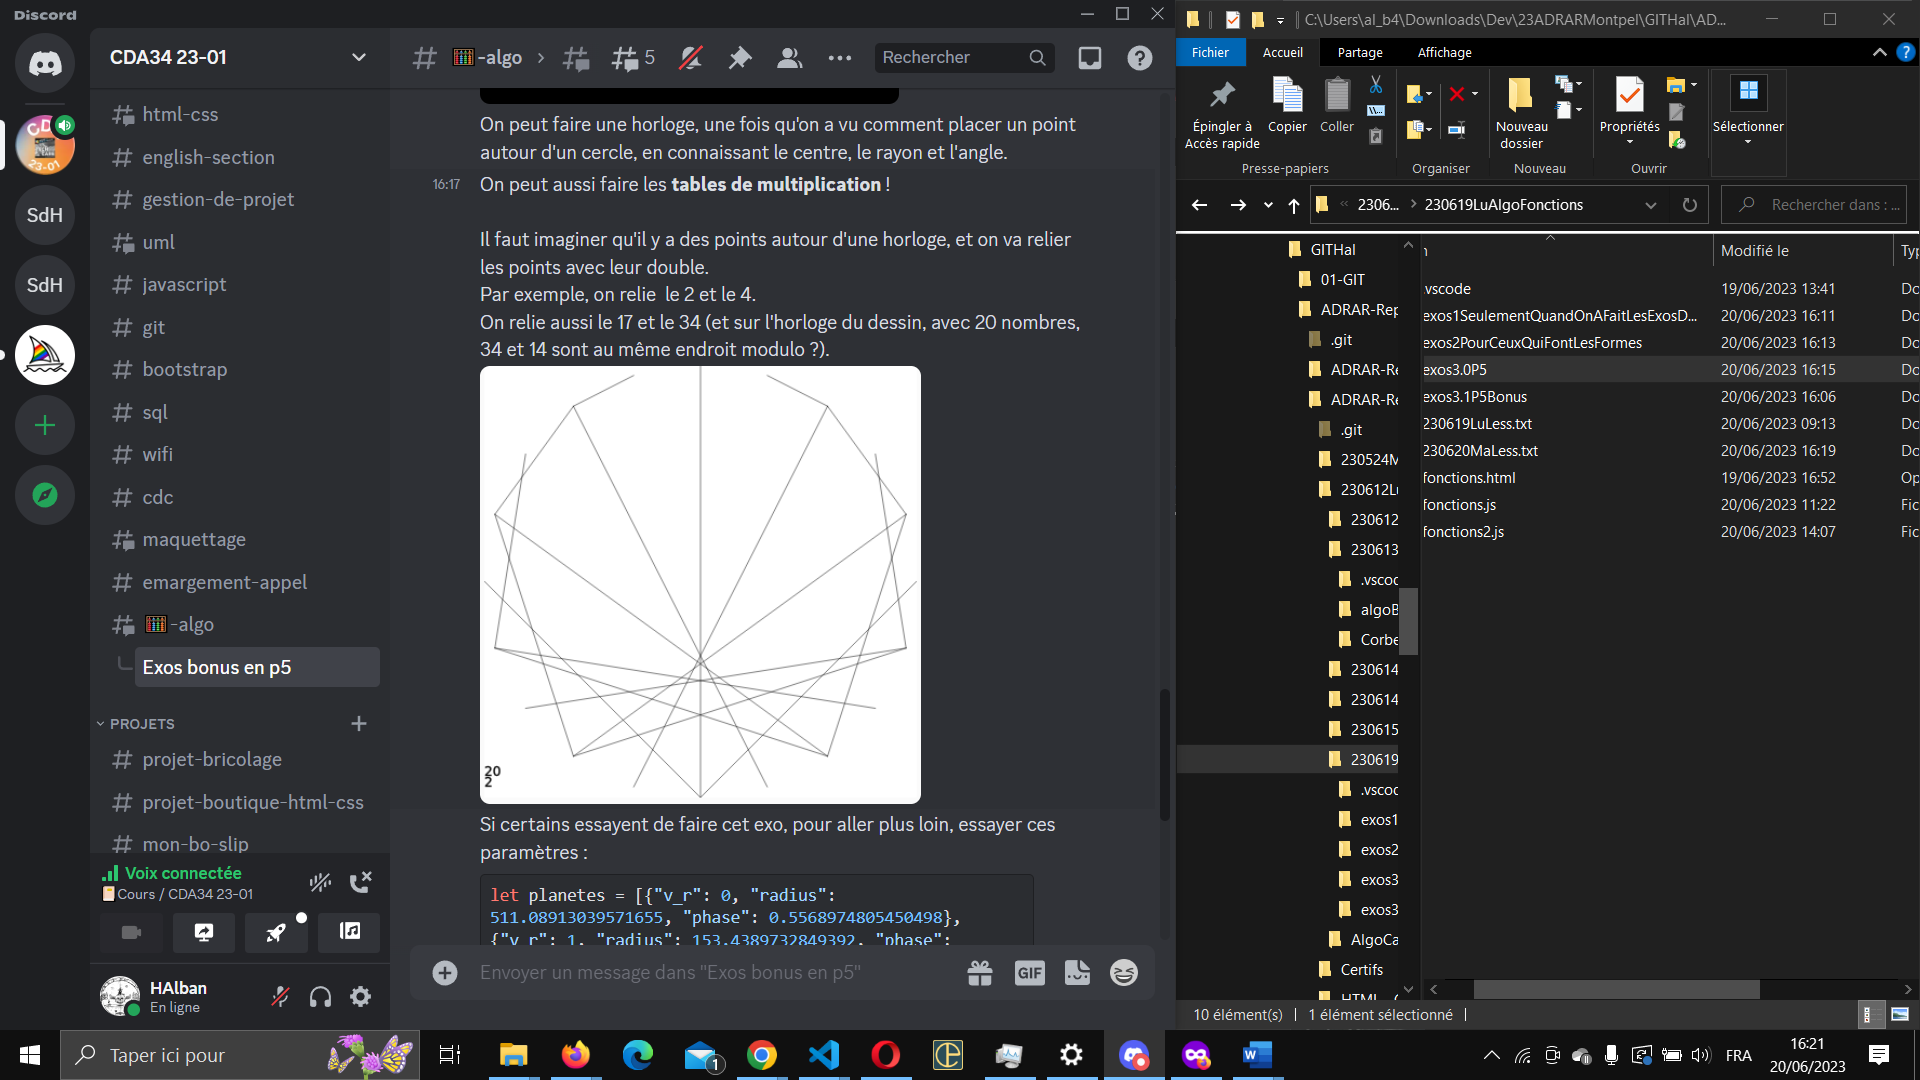 Discord
CDA34 23-01
html-css
english-section
gestion-de-projet
uml
javascript
git
bootstrap
sql
wifi
cdc
maquettage
emargement-appel
-algo
Exos bonus en p5
PROJETS
projet-bricolage
projet-boutique-html-css
mon-bo-slip
SdH
SdH
Voix connectée
Cours / CDA34 23-01
HAlban
En ligne
-algo
5
Rechercher
On peut faire une horloge, une fois qu'on a vu comment placer un point
autour d'un cercle, en connaissant le centre, le rayon et l'angle.
16:17
On peut aussi faire les tables de multiplication !
Il faut imaginer qu'il y a des points autour d'une horloge, et on va relier
les points avec leur double.
Par exemple, on relie le 2 et le 4.
On relie aussi le 17 et le 34 (et sur l'horloge du dessin, avec 20 nombres,
34 et 14 sont au même endroit modulo ?).
20
2
Si certains essayent de faire cet exo, pour aller plus loin, essayer ces
paramètres :
let planetes = [{"v_r": 0, "radius":
511.08913039571655, "phase": 0.5568974805450498},
{"v_r": 1, "radius": 153.4389732849392, "phase":
Envoyer un message dans "Exos bonus en p5"
GIF
C:\Users\al_b4\Downloads\Dev\23ADRARMontpel\GITHal\AD...
Fichier
Accueil
Partage
Affichage
Épingler à
Accès rapide
Copier
Coller
Presse-papiers
Organiser
Nouveau
dossier
Nouveau
Propriétés
Ouvrir
Sélectionner
2306...
230619LuAlgoFonctions
Rechercher dans : ...
GITHal
01-GIT
ADRAR-Rep
.git
ADRAR-Re
ADRAR-Re
.git
230524M
230612Lu
230612
230613
.vscoc
algoB
Corbe
230614
230614
230615
230619
.vscoc
exos1
exos2
exos3
exos3
AlgoCa
Certifs
Modifié le
Typ
.vscode
19/06/2023 13:41
Do
exos1SeulementQuandOnAFaitLesExosD...
20/06/2023 16:11
Do
exos2PourCeuxQuiFontLesFormes
20/06/2023 16:13
Do
exos3.0P5
20/06/2023 16:15
Do
exos3.1P5Bonus
20/06/2023 16:06
Do
230619LuLess.txt
20/06/2023 09:13
Do
230620MaLess.txt
20/06/2023 16:19
Do
fonctions.html
19/06/2023 16:52
Op
fonctions.js
20/06/2023 11:22
Fic
fonctions2.js
20/06/2023 14:07
Fic
10 élément(s)
1 élément sélectionné
Taper ici pour
1
FRA
16:21
20/06/2023